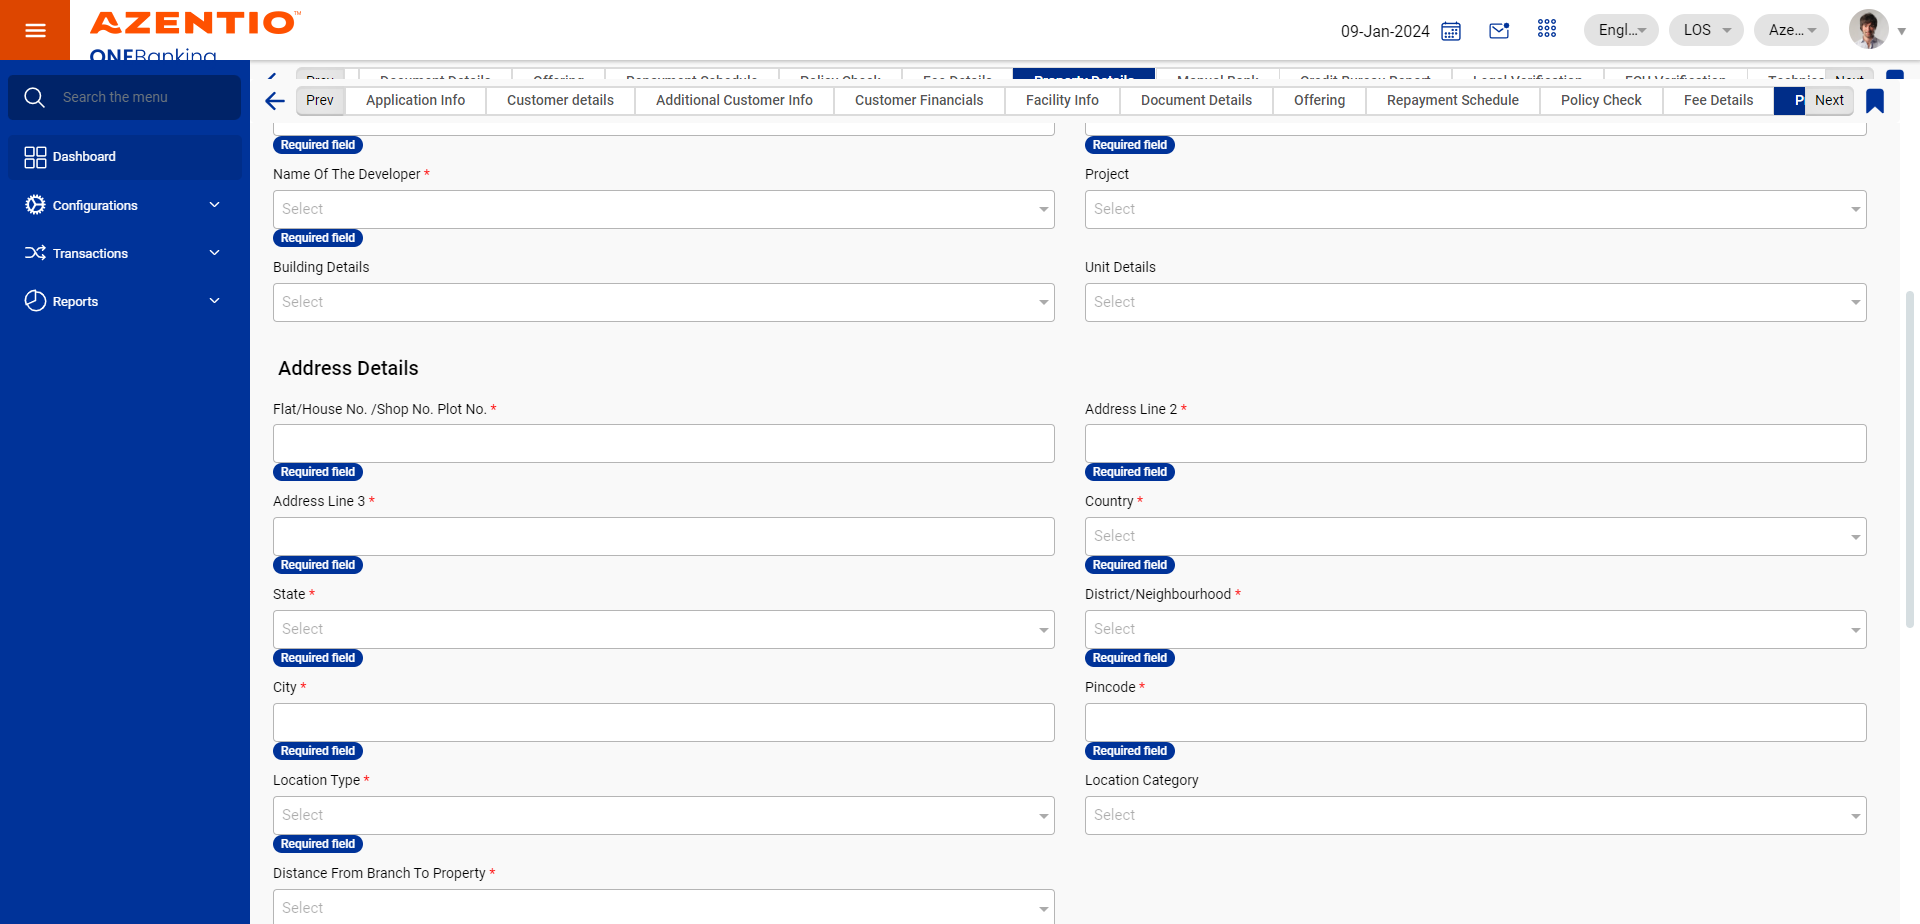 AZENTIO™
ONEBanking
09-Jan-2024
Engl...
LOS
Aze...
Search the menu
Dashboard
Configurations
Transactions
Reports
Prev Document Details Offering Repayment Schedule Policy Check Fee Details Property Details Manual Bank Credit Bureau Report Legal Verification FCU Verification Technical Next
Prev Application Info Customer details Additional Customer Info Customer Financials Facility Info Document Details Offering Repayment Schedule Policy Check Fee Details P Next
Required field Required field
Name Of The Developer * Project
Select Select
Required field
Building Details Unit Details
Select Select
Address Details
Flat/House No. /Shop No. Plot No. * Address Line 2 *
Required field Required field
Address Line 3 * Country *
Select
Required field Required field
State * District/Neighbourhood *
Select Select
Required field Required field
City * Pincode *
Required field Required field
Location Type * Location Category
Select Select
Required field
Distance From Branch To Property *
Select